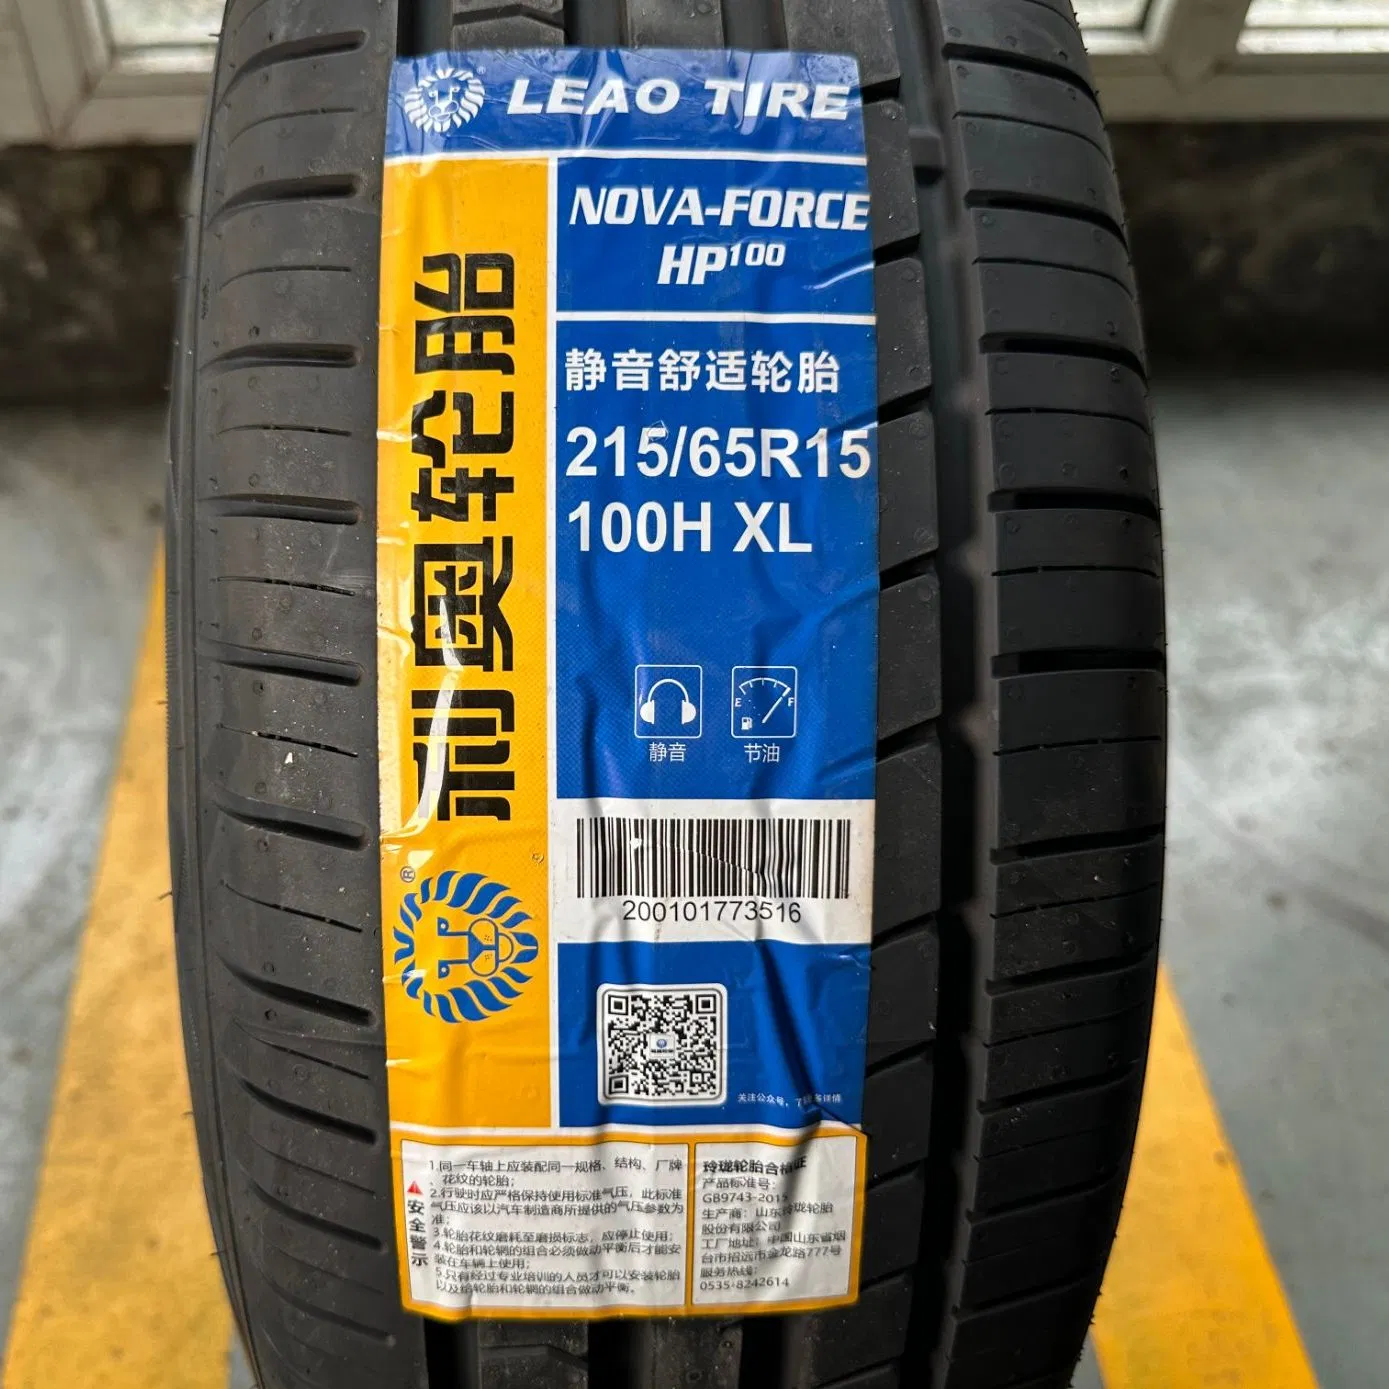 LEAO TIRE
利奥轮胎
®
NOVA-FORCE
HP100
静音舒适轮胎
215/65R15
100H XL
E F
静音 节油
200101773516
关注公众号，
详情
安全警示
1.同一车轴上应装配同一规格、结构、厂牌
、花纹的轮胎；
2.行驶时应严格保持使用标准气压，此标准
气压应该以汽车制造商所提供的气压参数为
准；
3.轮胎花纹磨耗至磨损标志，应停止使用；
4.轮胎和轮辋的组合必须做动平衡后才能安
装在车辆上使用；
5.只有经过专业培训的人员才可以安装轮胎
以及给轮胎和轮辋的组合做动平衡。
玲珑轮胎合格证
产品标准号：
GB9743-2015
生产商：山东玲珑轮胎
股份有限公司
工厂地址：中国山东省烟
台市招远市金龙路777号
服务热线：
0535-8242614